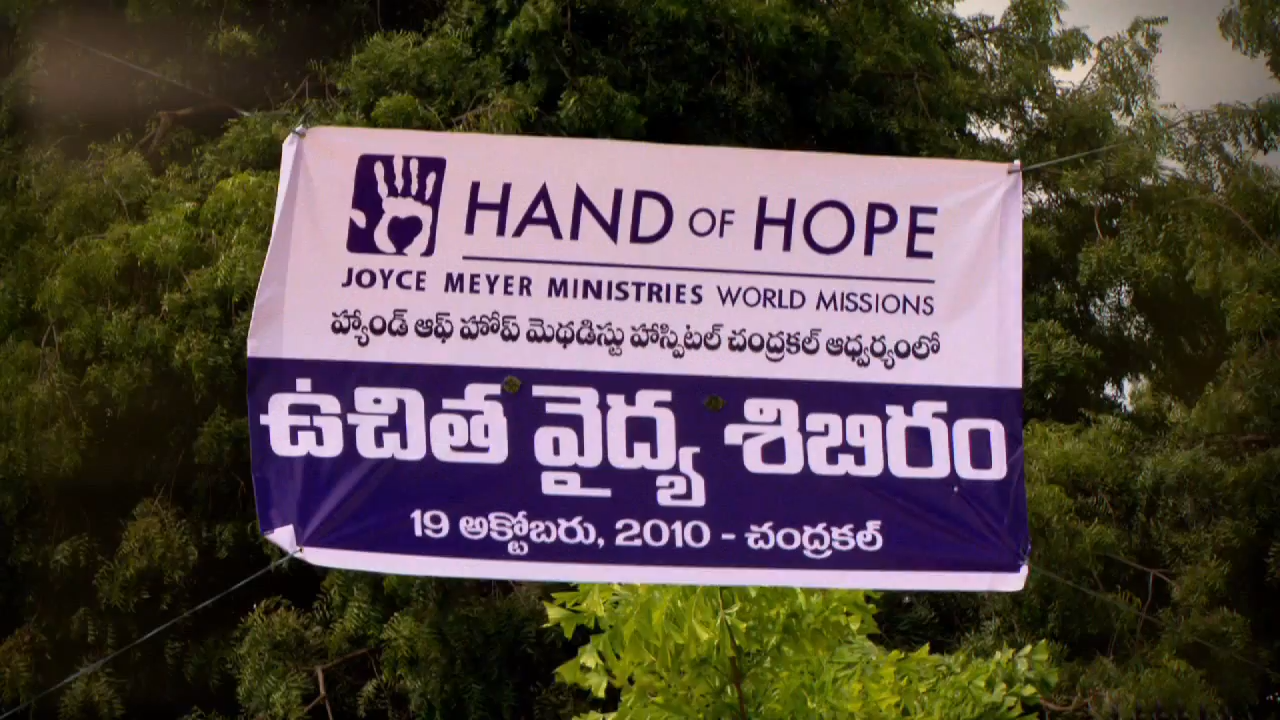 HAND OF HOPE
JOYCE MEYER MINISTRIES WORLD MISSIONS
హ్యాండ్ ఆఫ్ హోప్ మెథడిస్టు హాస్పిటల్ చంద్రకల్ ఆధ్వర్యంలో
ఉచిత వైద్య శిబిరం
19 అక్టోబరు, 2010 - చంద్రకల్